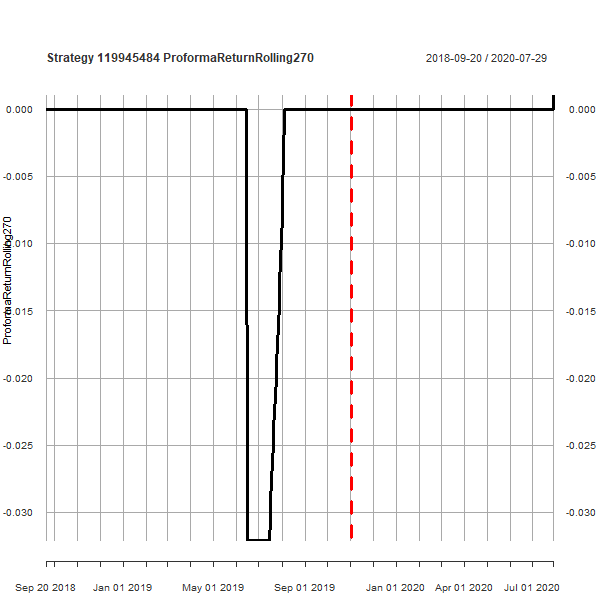 Strategy 119945484 ProformaReturnRolling270
2018-09-20 / 2020-07-29
0.000 0.000
-0.005 -0.005
-0.010 -0.010
-0.015 -0.015
-0.020 -0.020
-0.025 -0.025
-0.030 -0.030
ProformaReturnRolling270
Sep 20 2018 Jan 01 2019 May 01 2019 Sep 01 2019 Jan 01 2020 Apr 01 2020 Jul 01 2020